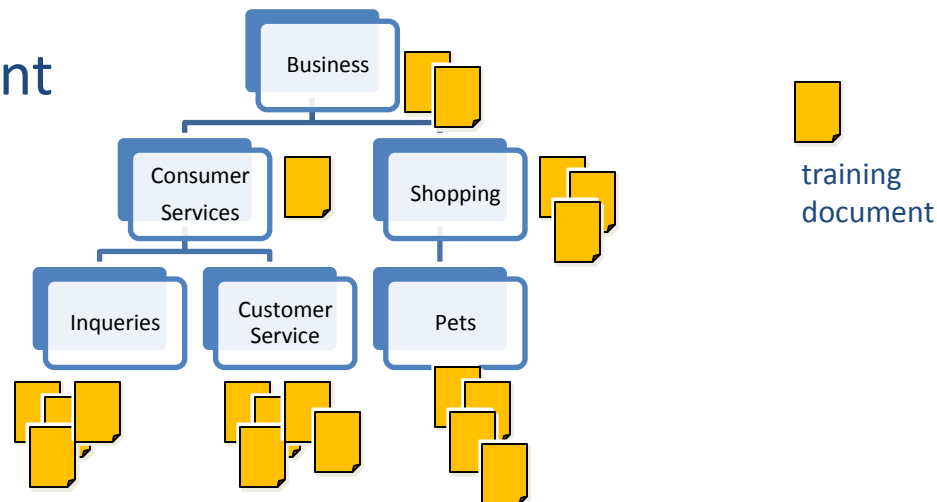 nt
Business
Consumer
Services
Shopping
training
document
Inqueries
Customer
Service
Pets